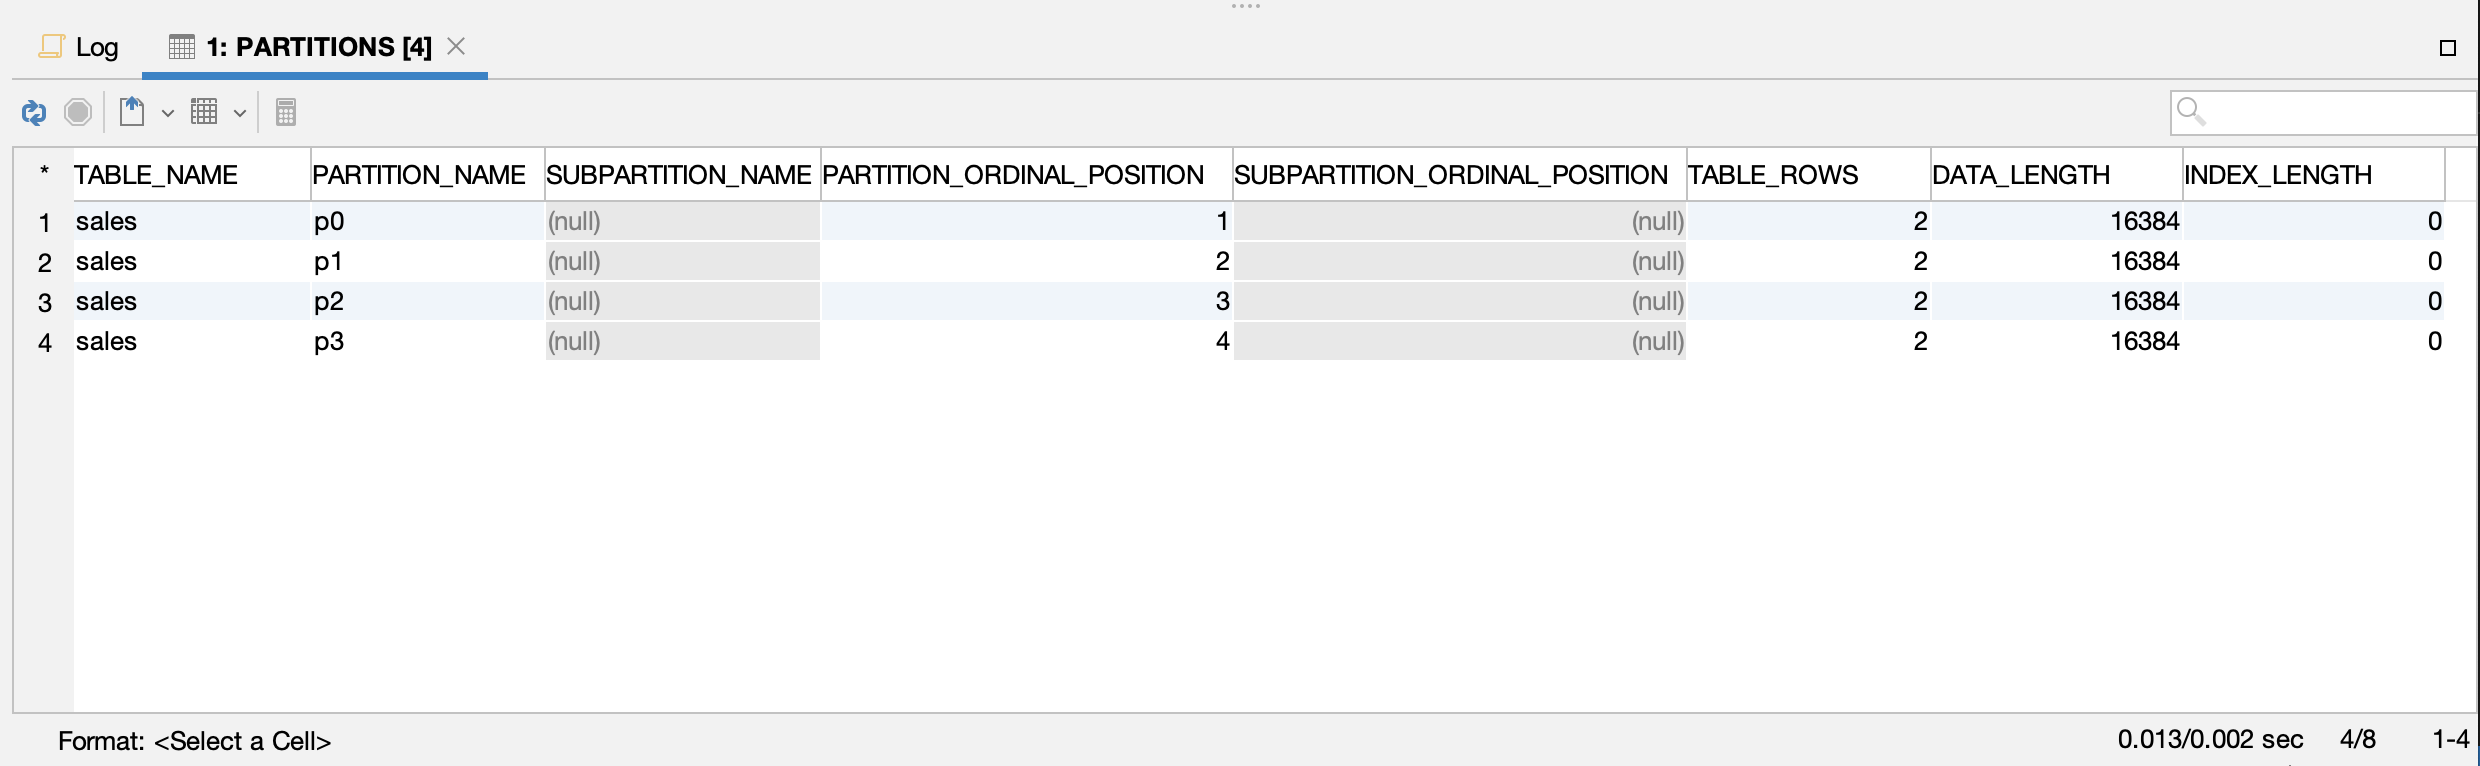 Log 1: PARTITIONS [4]
* TABLE_NAME PARTITION_NAME SUBPARTITION_NAME PARTITION_ORDINAL_POSITION SUBPARTITION_ORDINAL_POSITION TABLE_ROWS DATA_LENGTH INDEX_LENGTH
1 sales p0 (null) 1 (null) 2 16384 0
2 sales p1 (null) 2 (null) 2 16384 0
3 sales p2 (null) 3 (null) 2 16384 0
4 sales p3 (null) 4 (null) 2 16384 0
Format: <Select a Cell> 0.013/0.002 sec 4/8 1-4